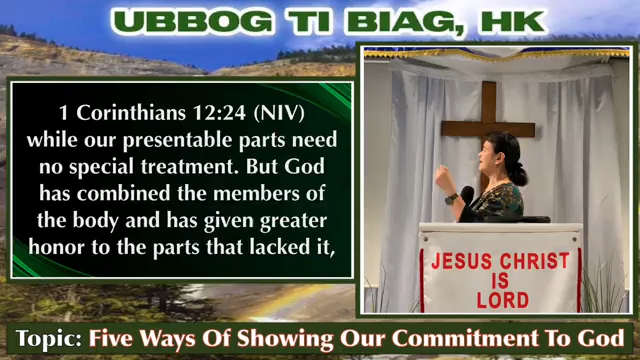 UBBOG TI BIAG, HK
1 Corinthians 12:24 (NIV)
while our presentable parts need
no special treatment. But God
has combined the members of
the body and has given greater
honor to the parts that lacked it,
JESUS CHRIST
IS
LORD
Topic: Five Ways Of Showing Our Commitment To God